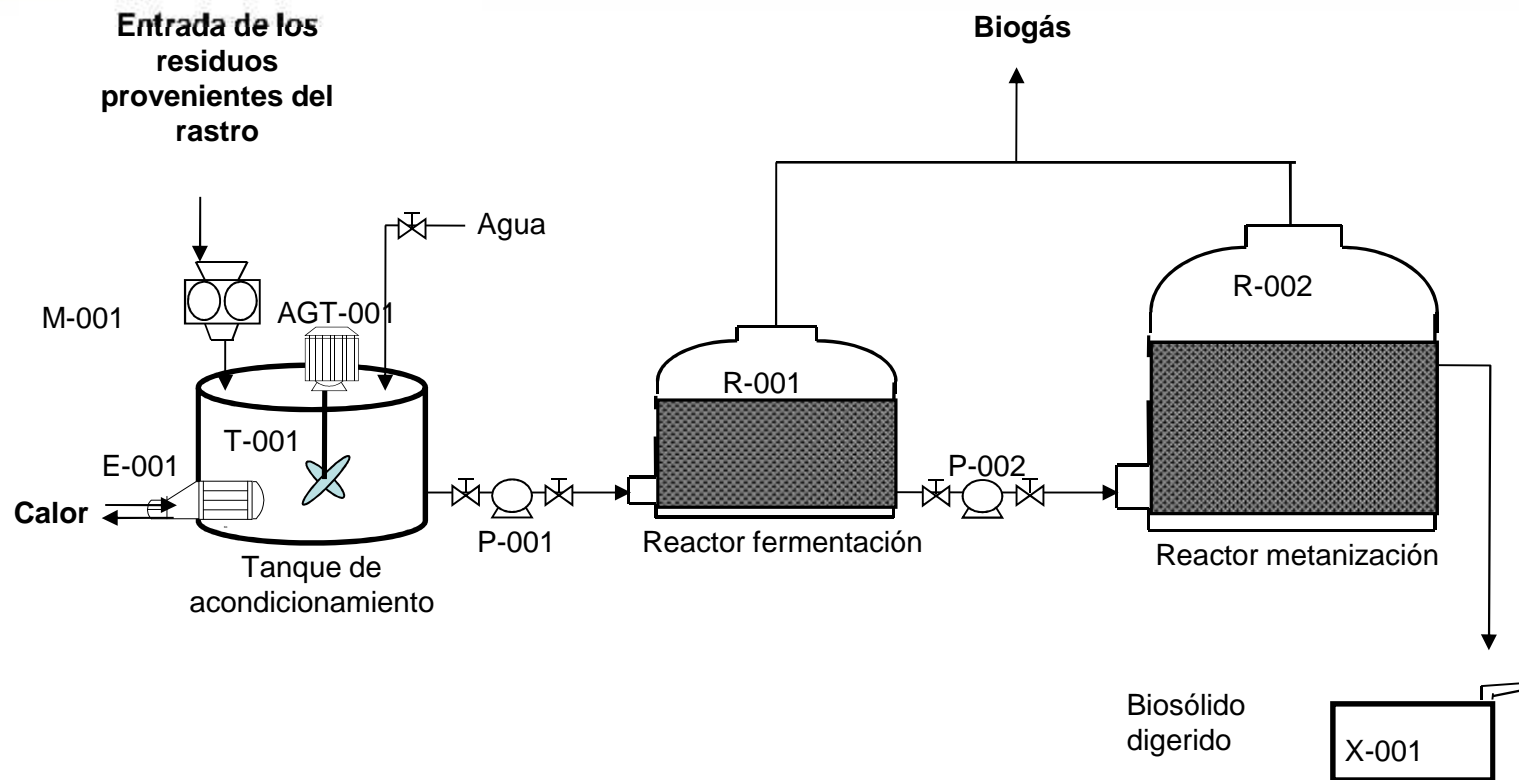 Entrada de los
residuos
provenientes del
rastro
Biogás
Agua
M-001
AGT-001
R-002
R-001
T-001
E-001
P-002
Calor
P-001
Reactor fermentación
Reactor metanización
Tanque de
acondicionamiento
Biosólido
digerido
X-001